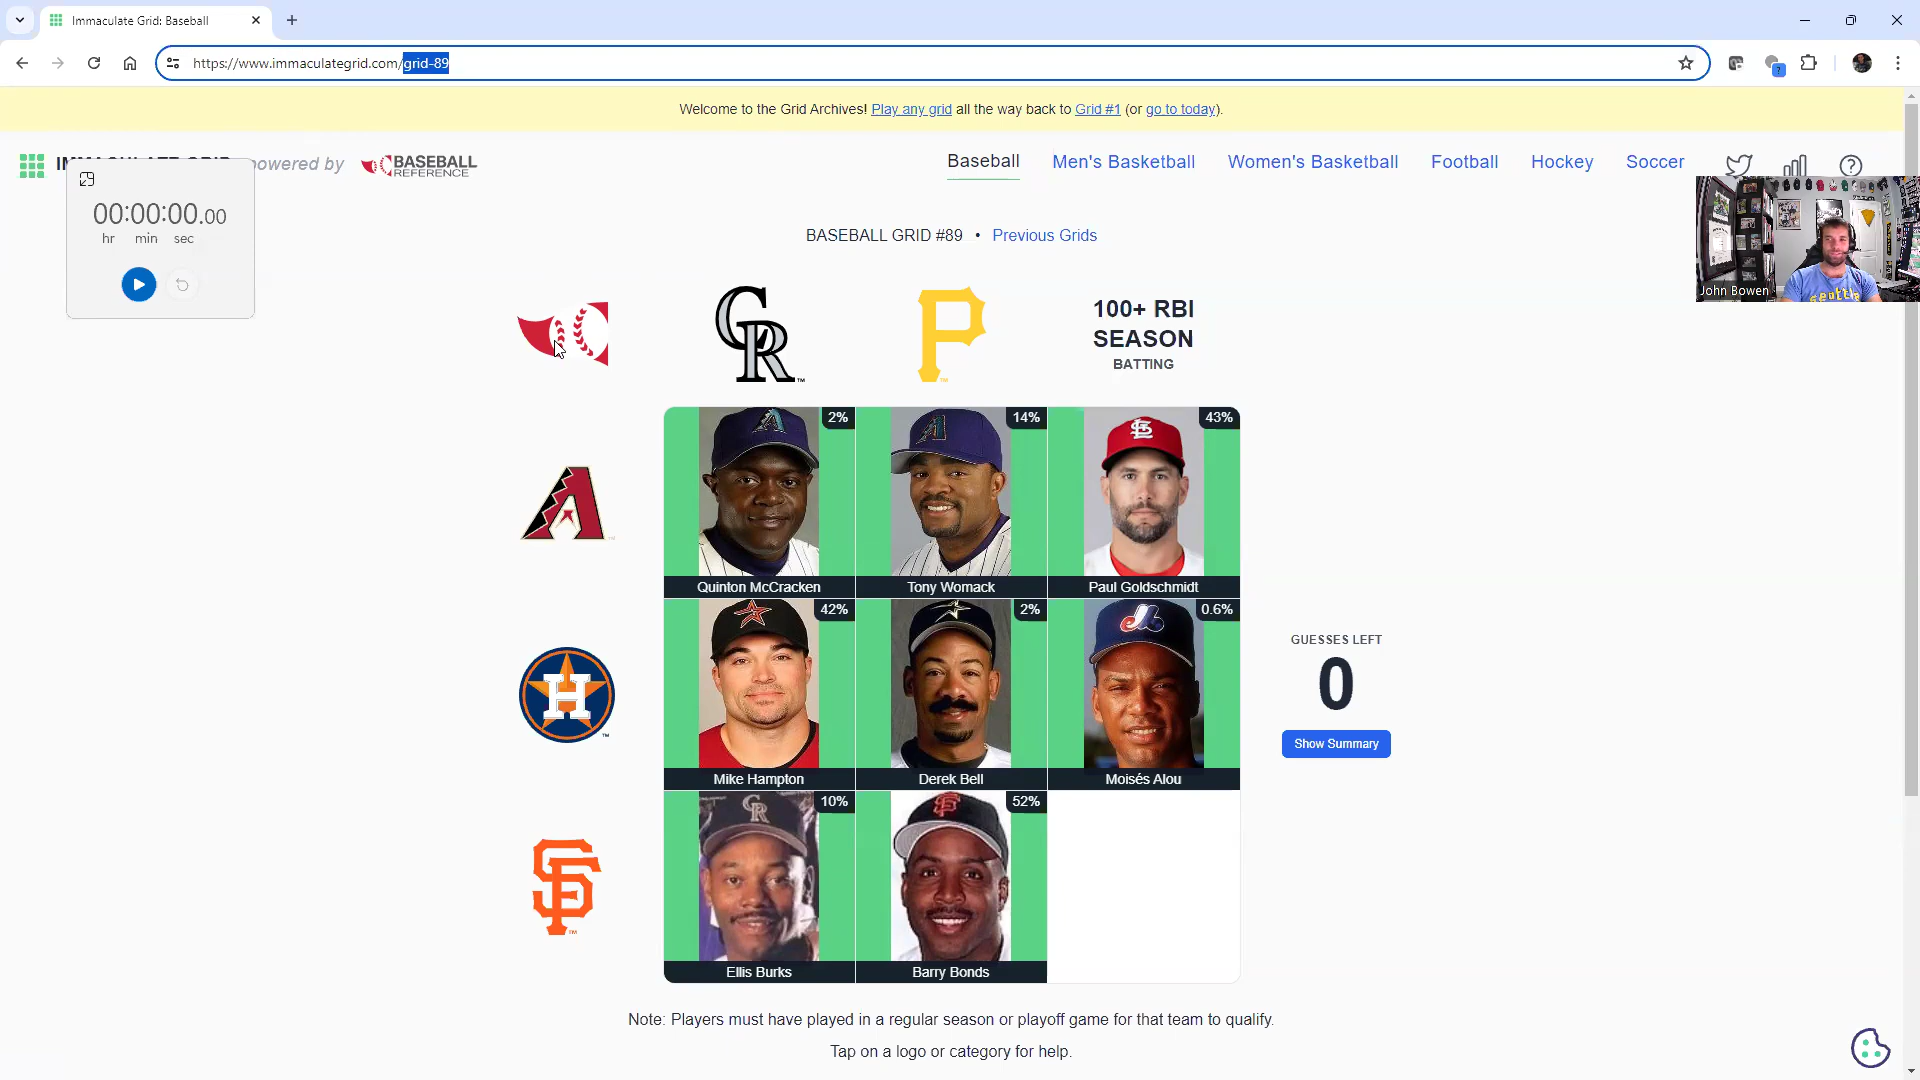 Immaculate Grid: Baseball
https://www.immaculategrid.com/grid-89
Welcome to the Grid Archives! Play any grid all the way back to Grid #1 (or go to today).
IMMACULATE GRID powered by BASEBALL REFERENCE
Baseball Men's Basketball Women's Basketball Football Hockey Soccer
00:00:00.00
hr min sec
John Bowen
BASEBALL GRID #89 • Previous Grids
CR
P
100+ RBI
SEASON
BATTING
A
2%
14%
43%
Quinton McCracken
Tony Womack
Paul Goldschmidt
H
42%
2%
0.6%
Mike Hampton
Derek Bell
Moisés Alou
SF
10%
52%
Ellis Burks
Barry Bonds
GUESSES LEFT
0
Show Summary
Note: Players must have played in a regular season or playoff game for that team to qualify.
Tap on a logo or category for help.